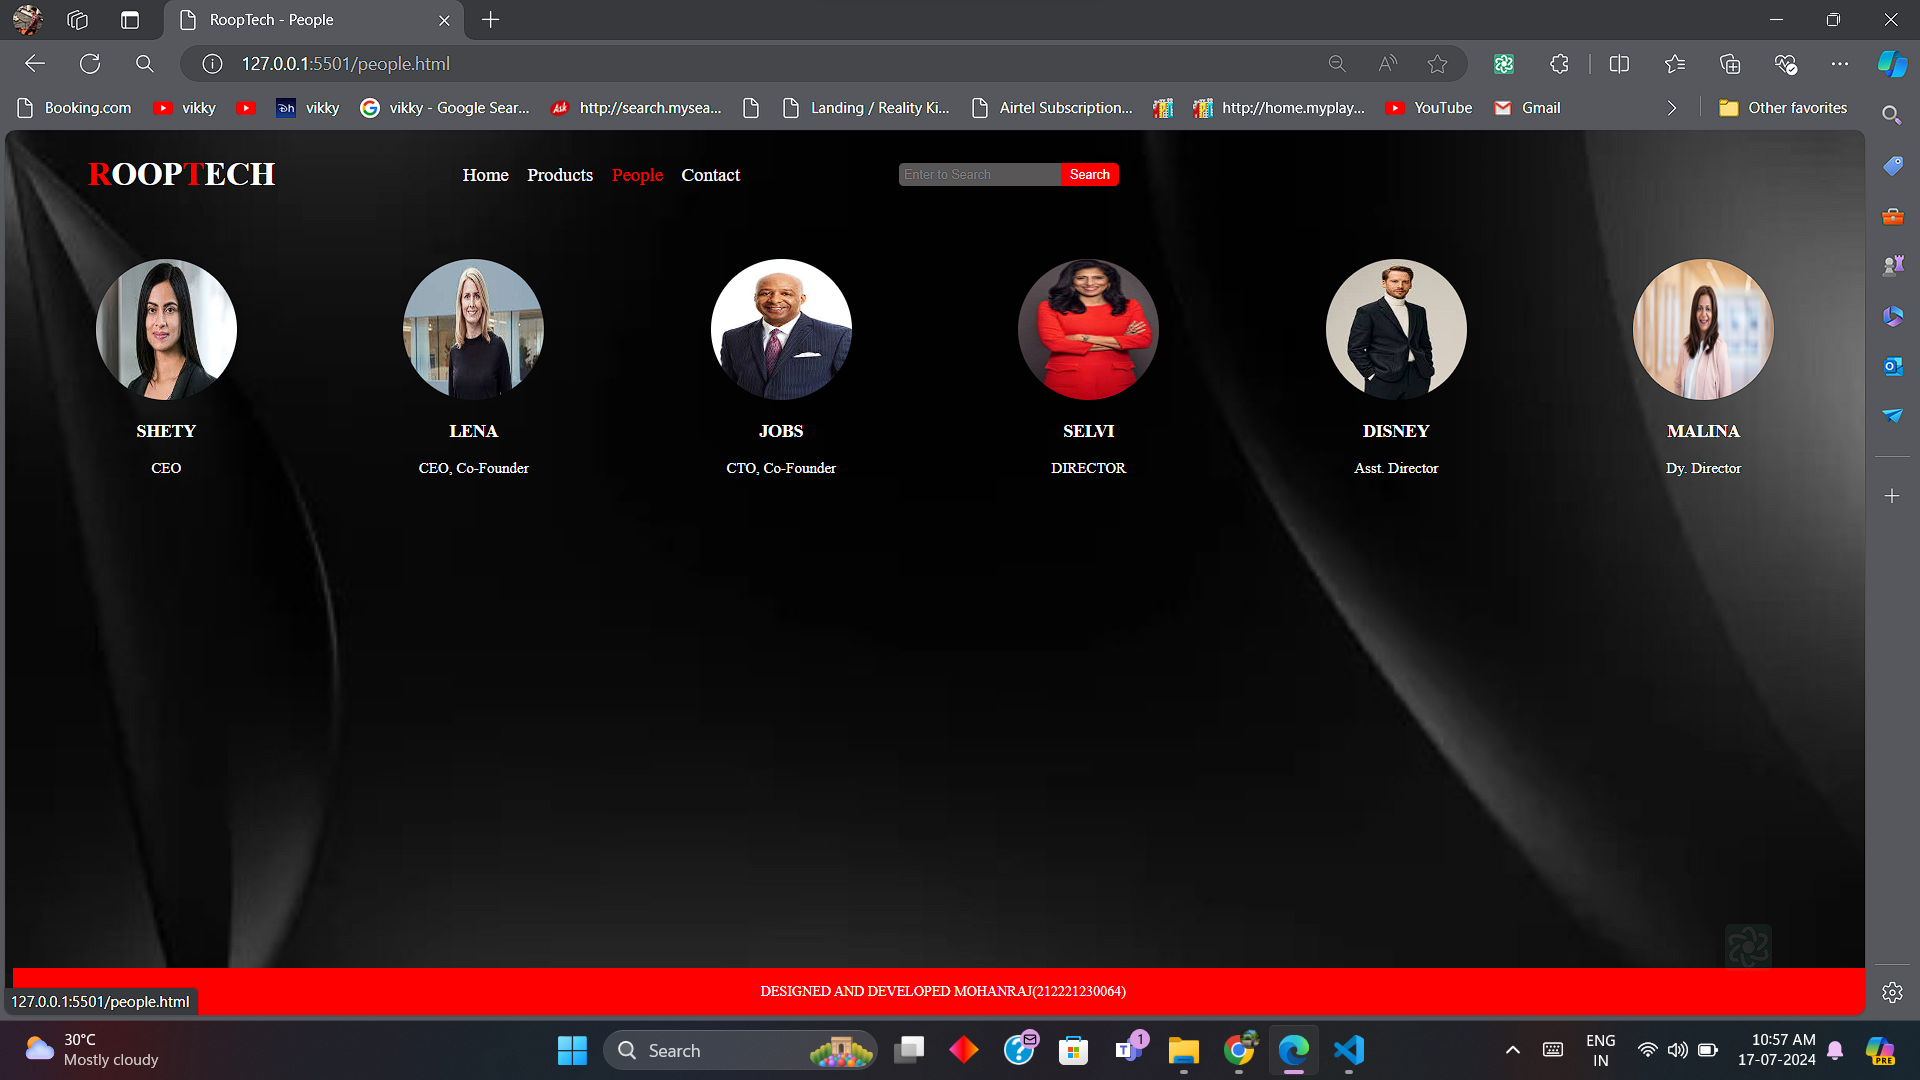 RoopTech - People
127.0.0.1:5501/people.html
Booking.com
vikky
vikky
vikky - Google Sear...
http://search.mysea...
Landing / Reality Ki...
Airtel Subscription...
http://home.myplay...
YouTube
Gmail
Other favorites
ROOPTECH
Home
Products
People
Contact
Enter to Search
Search
SHETY
LENA
JOBS
SELVI
DISNEY
MALINA
CEO
CEO, Co-Founder
CTO, Co-Founder
DIRECTOR
Asst. Director
Dy. Director
DESIGNED AND DEVELOPED MOHANRAJ(212221230064)
127.0.0.1:5501/people.html
30°C
Mostly cloudy
Search
1
ENG
IN
10:57 AM
17-07-2024
PRE